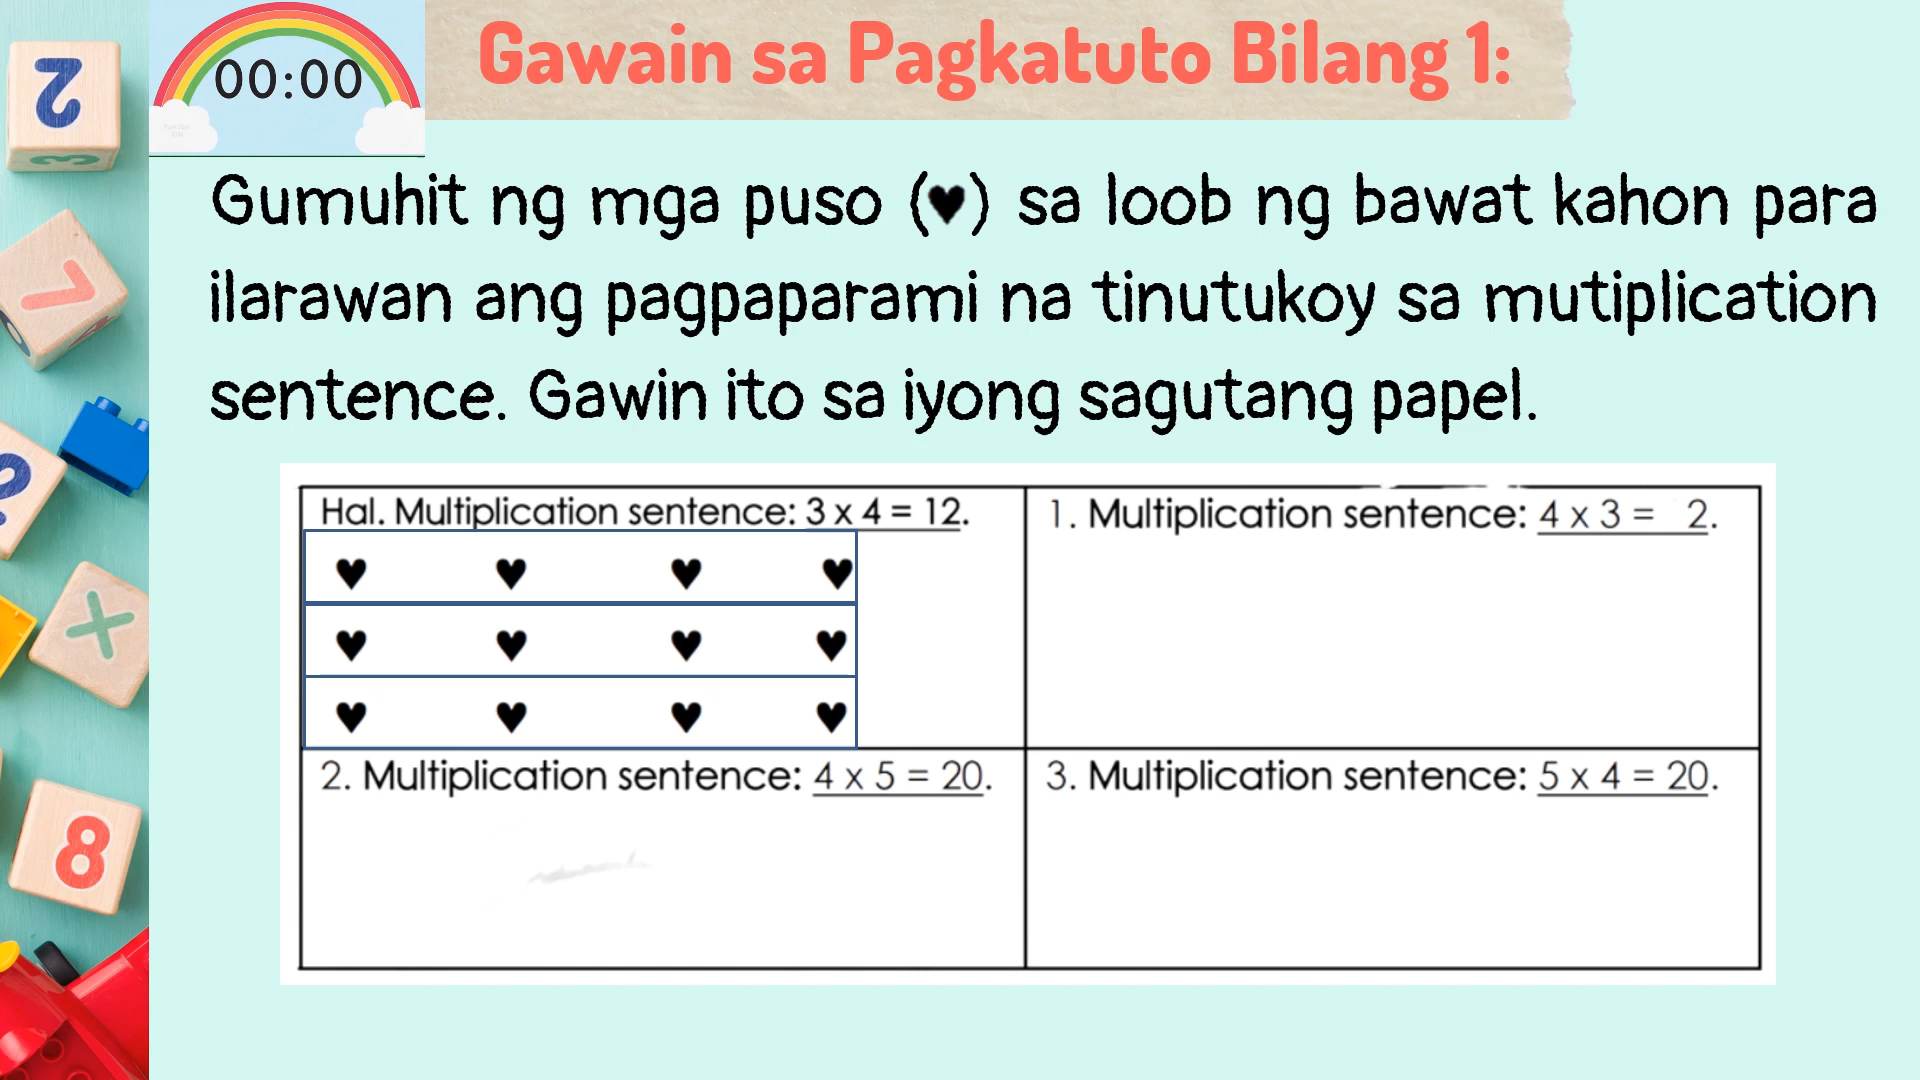 00:00
Gawain sa Pagkatuto Bilang 1:
Gumuhit ng mga puso (♥) sa loob ng bawat kahon para
ilarawan ang pagpaparami na tinutukoy sa mutiplication
sentence. Gawin ito sa iyong sagutang papel.
Hal. Multiplication sentence: 3 x 4 = 12.
1. Multiplication sentence: 4 x 3 = 2.
2. Multiplication sentence: 4 x 5 = 20.
3. Multiplication sentence: 5 x 4 = 20.
2
3
7
8